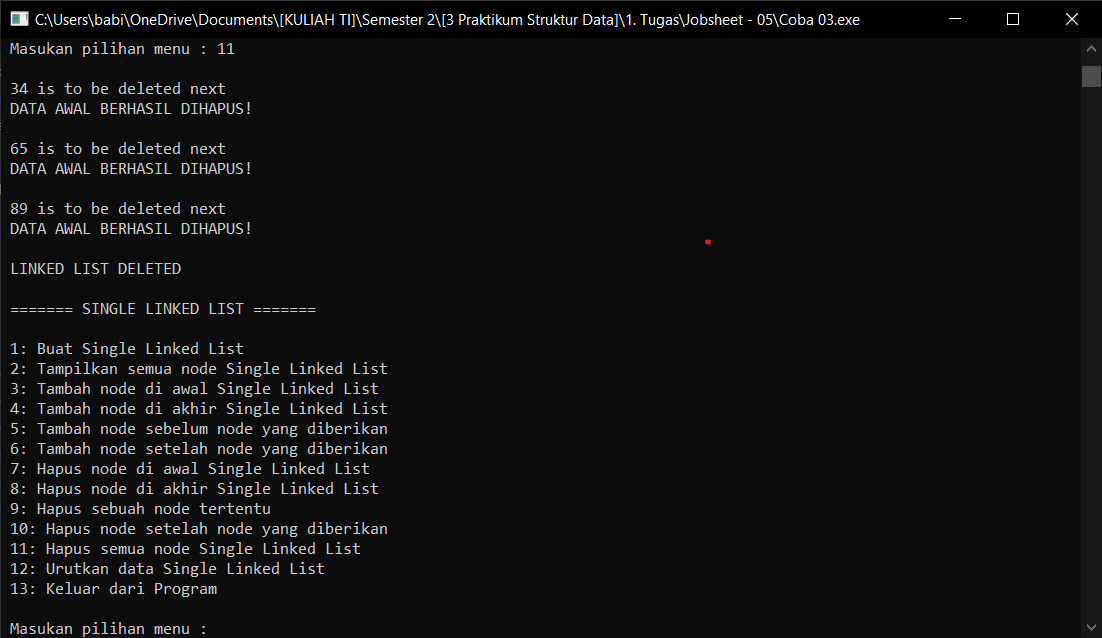 C:\Users\babi\OneDrive\Documents\[KULIAH TI]\Semester 2\[3 Praktikum Struktur Data]\1. Tugas\Jobsheet - 05\Coba 03.exe
Masukan pilihan menu : 11
34 is to be deleted next
DATA AWAL BERHASIL DIHAPUS!
65 is to be deleted next
DATA AWAL BERHASIL DIHAPUS!
89 is to be deleted next
DATA AWAL BERHASIL DIHAPUS!
LINKED LIST DELETED
======= SINGLE LINKED LIST =======
1: Buat Single Linked List
2: Tampilkan semua node Single Linked List
3: Tambah node di awal Single Linked List
4: Tambah node di akhir Single Linked List
5: Tambah node sebelum node yang diberikan
6: Tambah node setelah node yang diberikan
7: Hapus node di awal Single Linked List
8: Hapus node di akhir Single Linked List
9: Hapus sebuah node tertentu
10: Hapus node setelah node yang diberikan
11: Hapus semua node Single Linked List
12: Urutkan data Single Linked List
13: Keluar dari Program
Masukan pilihan menu :